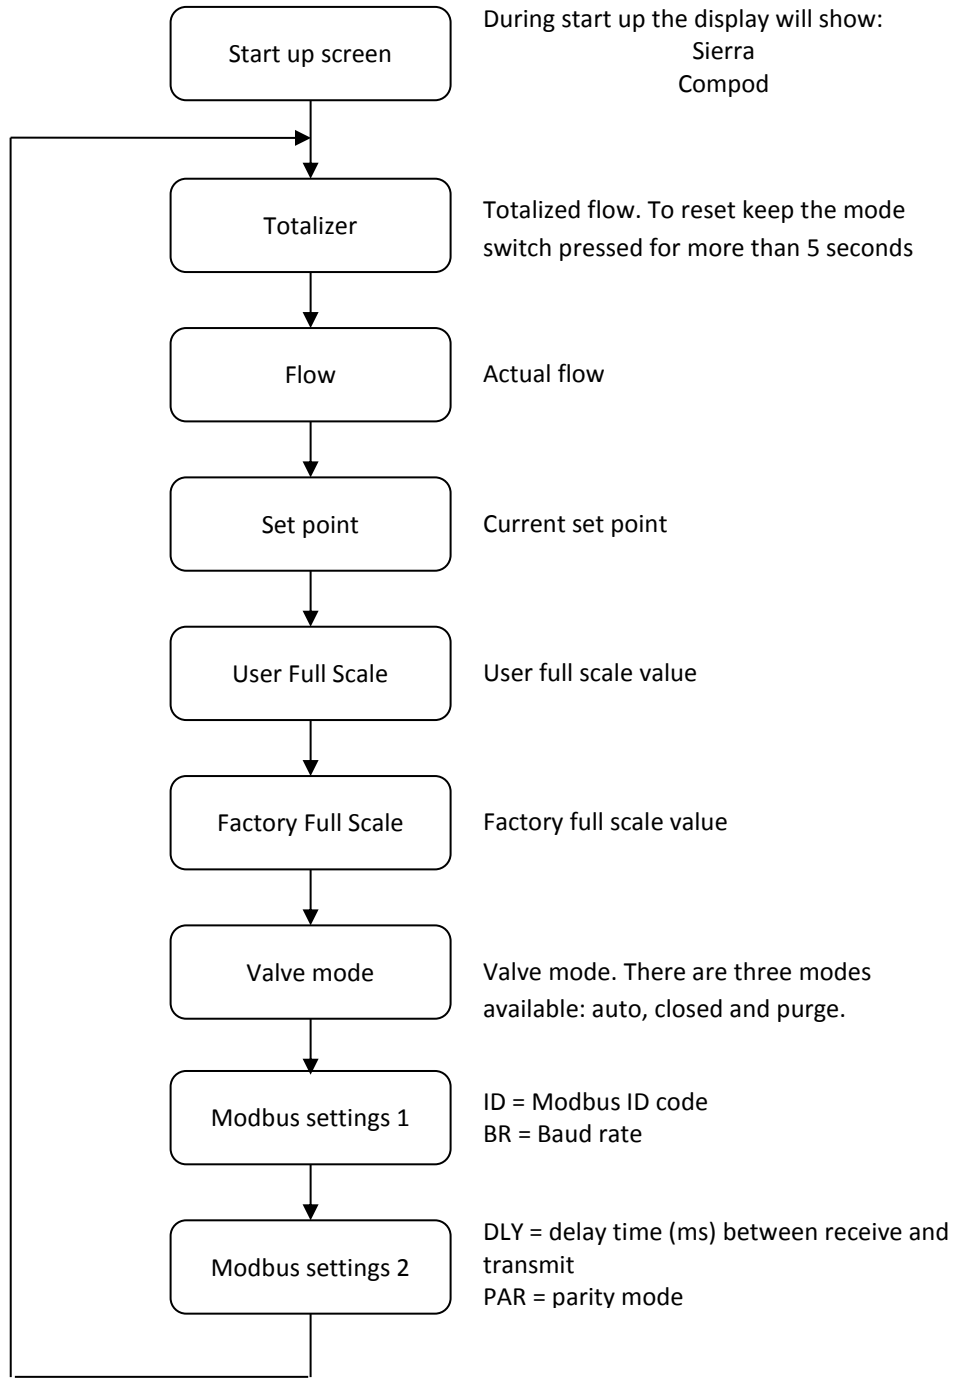 Start up screen
During start up the display will show:
Sierra
Compod
Totalizer
Totalized flow. To reset keep the mode
switch pressed for more than 5 seconds
Flow
Actual flow
Set point
Current set point
User Full Scale
User full scale value
Factory Full Scale
Factory full scale value
Valve mode
Valve mode. There are three modes
available: auto, closed and purge.
Modbus settings 1
ID = Modbus ID code
BR = Baud rate
Modbus settings 2
DLY = delay time (ms) between receive and
transmit
PAR = parity mode